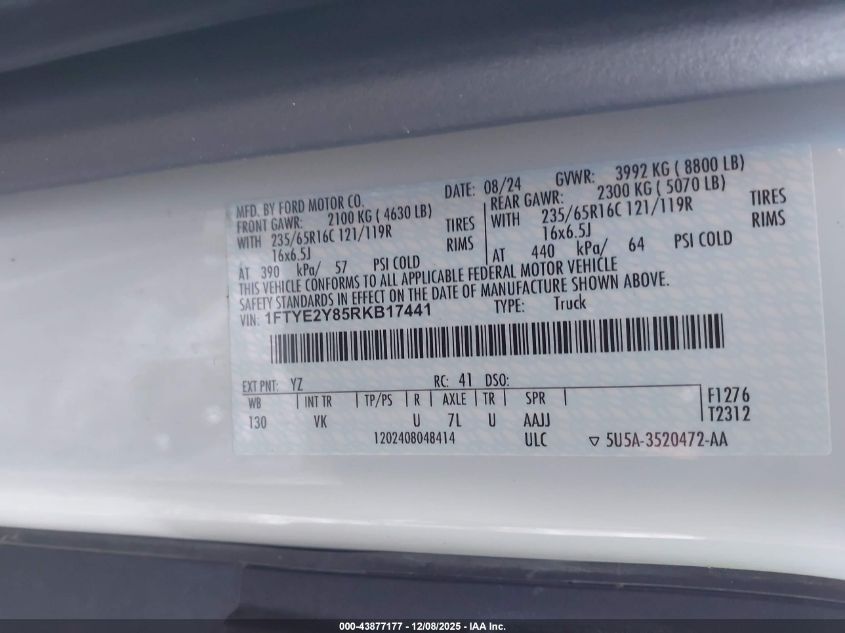 MFD. BY FORD MOTOR CO. DATE: 08/24 GVWR: 3992 KG ( 8800 LB)
FRONT GAWR: 2100 KG ( 4630 LB) REAR GAWR: 2300 KG ( 5070 LB)
WITH 235/65R16C 121/119R TIRES WITH 235/65R16C 121/119R TIRES
16x6.5J RIMS 16x6.5J RIMS
AT 390 kPa/ 57 PSI COLD AT 440 kPa/ 64 PSI COLD
THIS VEHICLE CONFORMS TO ALL APPLICABLE FEDERAL MOTOR VEHICLE
SAFETY STANDARDS IN EFFECT ON THE DATE OF MANUFACTURE SHOWN ABOVE.
VIN: 1FTYE2Y85RKB17441 TYPE: Truck
EXT PNT: YZ RC: 41 DSO:
WB INT TR TP/PS R AXLE TR SPR F1276
T30 VK U 7L U AAJJ T2312
1202408048414 ULC ▽ 5U5A-3520472-AA
000-43877177 - 12/08/2025 - IAA Inc.